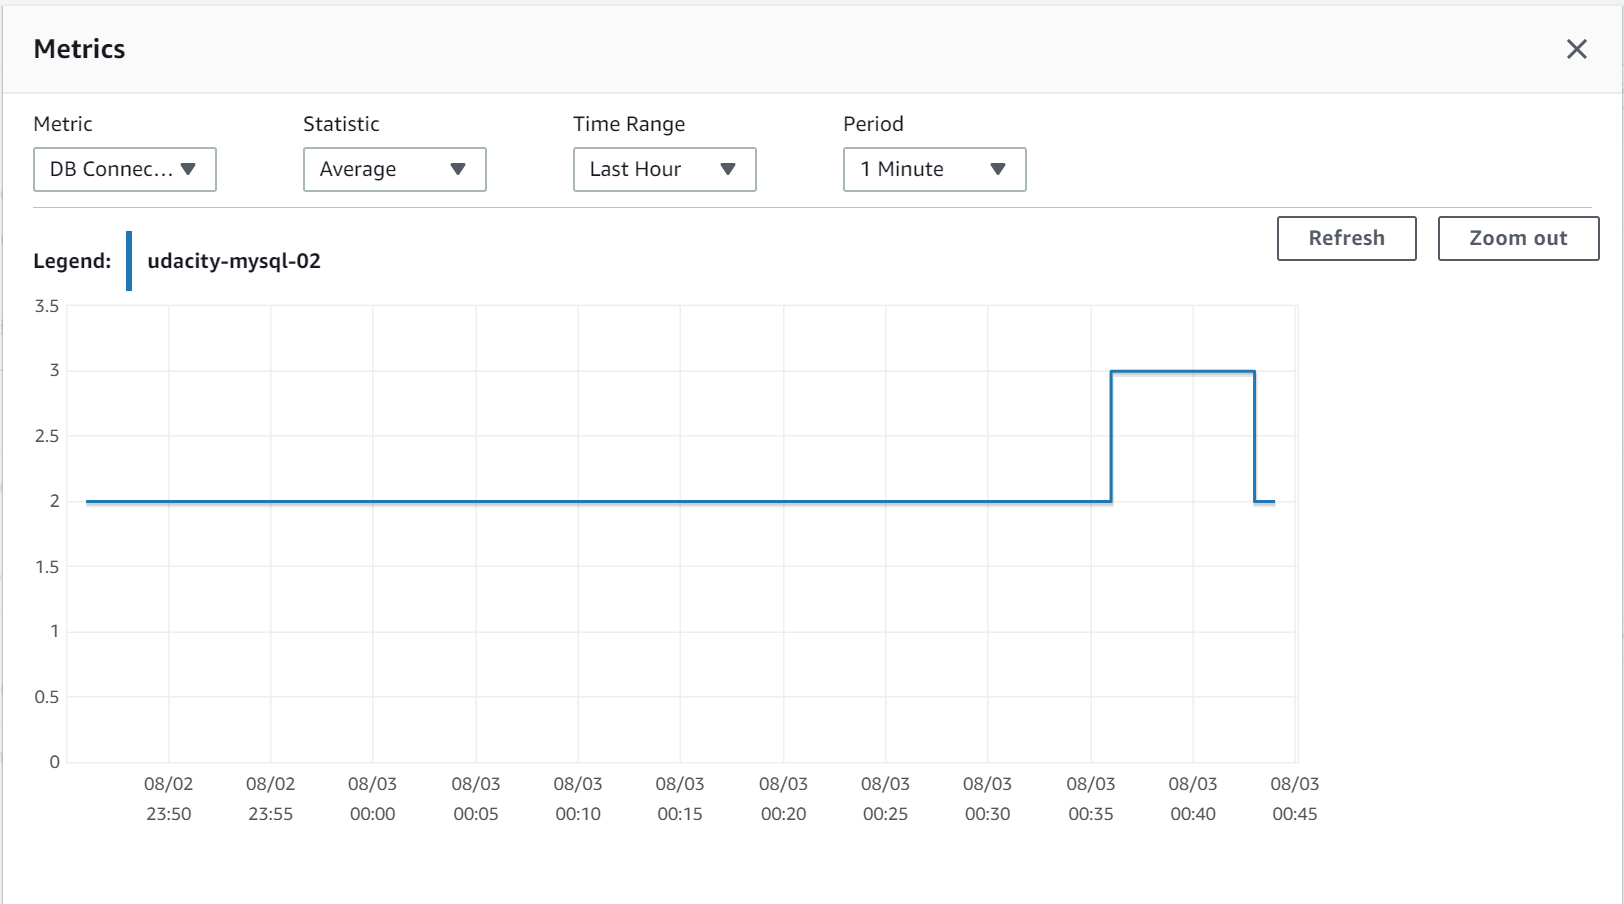 Metrics
Metric Statistic Time Range Period
DB Connec... Average Last Hour 1 Minute
Refresh Zoom out
Legend: udacity-mysql-02
3.5
3
2.5
2
1.5
1
0.5
0
08/02 08/02 08/03 08/03 08/03 08/03 08/03 08/03 08/03 08/03 08/03 08/03
23:50 23:55 00:00 00:05 00:10 00:15 00:20 00:25 00:30 00:35 00:40 00:45